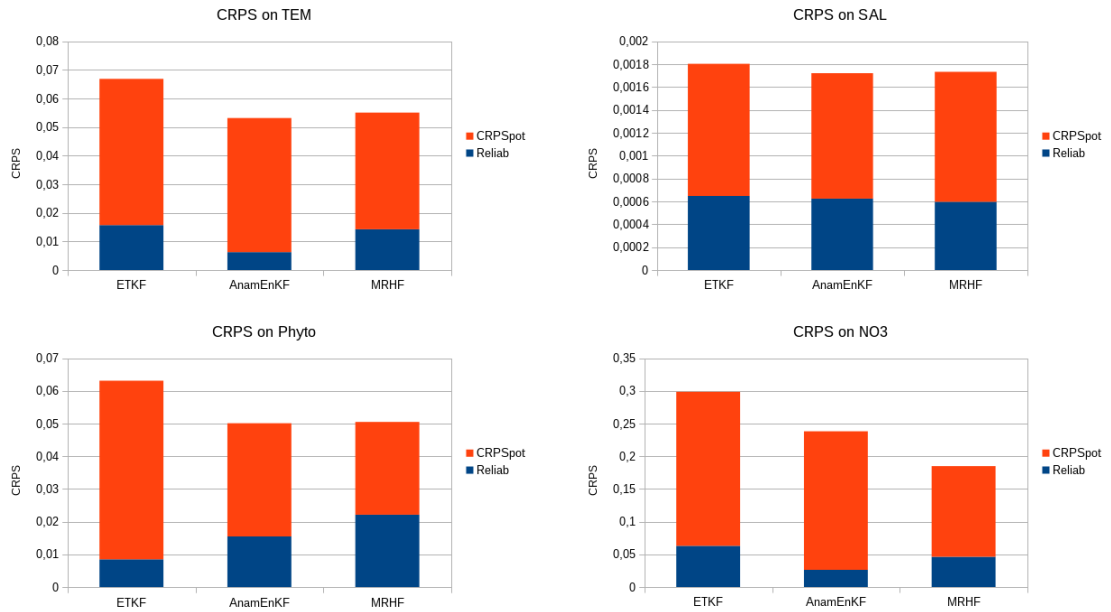 CRPS on TEM
0,08
0,07
0,06
0,05
0,04
0,03
0,02
0,01
0
CRPS
ETKF
AnamEnKF
MRHF
CRPSpot
Reliab
CRPS on SAL
0,002
0,0018
0,0016
0,0014
0,0012
0,001
0,0008
0,0006
0,0004
0,0002
0
CRPS
ETKF
AnamEnKF
MRHF
CRPSpot
Reliab
CRPS on Phyto
0,07
0,06
0,05
0,04
0,03
0,02
0,01
0
CRPS
ETKF
AnamEnKF
MRHF
CRPSpot
Reliab
CRPS on NO3
0,35
0,3
0,25
0,2
0,15
0,1
0,05
0
CRPS
ETKF
AnamEnKF
MRHF
CRPSpot
Reliab